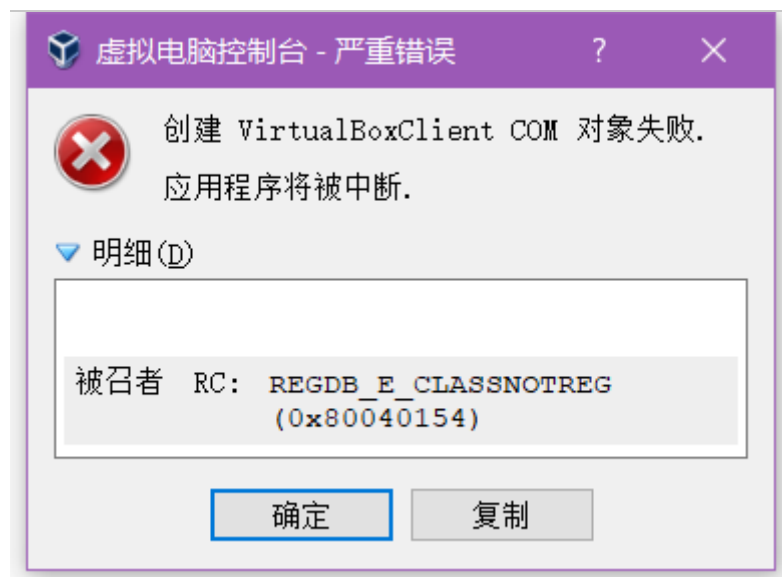 虚拟电脑控制台 - 严重错误 ?
创建 VirtualBoxClient COM 对象失败.
应用程序将被中断.
明细(D)
被召者 RC: REGDB_E_CLASSNOTREG
(0x80040154)
确定 复制